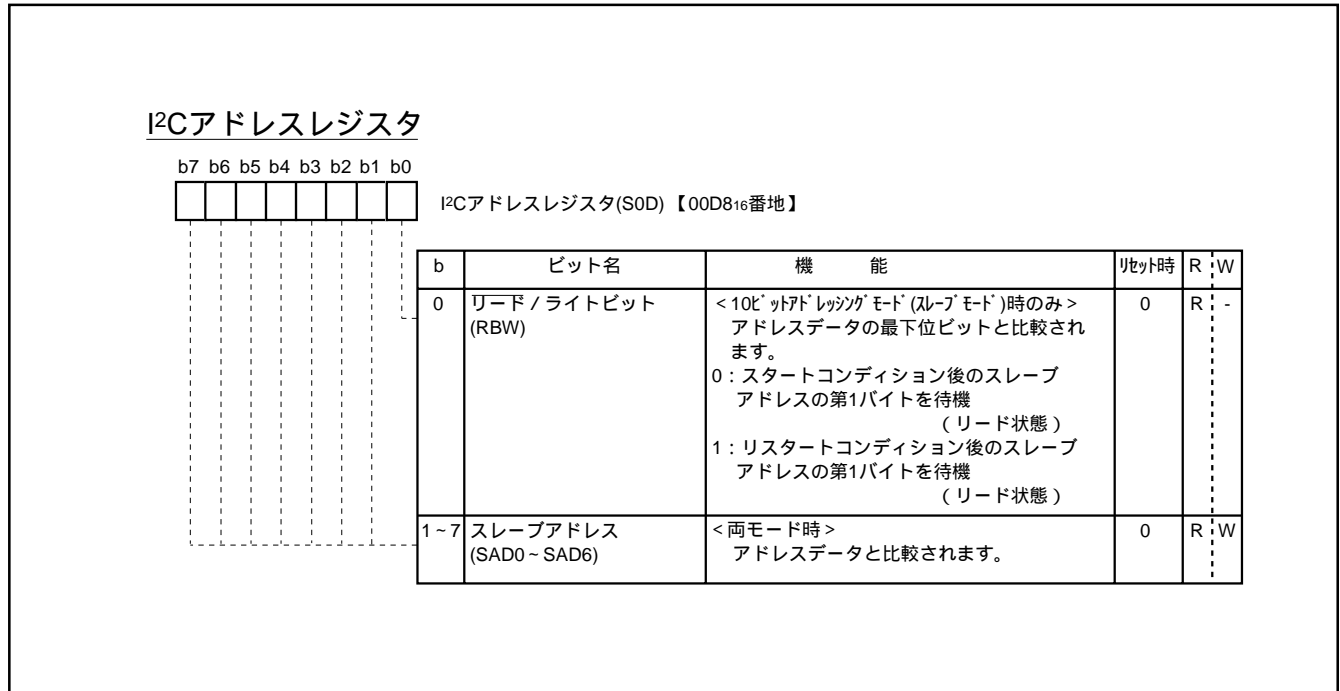 I²Cアドレスレジスタ
b7 b6 b5 b4 b3 b2 b1 b0
I²Cアドレスレジスタ(S0D)【00D8₁₆番地】
b ビット名 機 能 リセット時 R W
0 リード/ライトビット <10ビットアドレッシングモード(スレーブモード)時のみ> 0 R -
(RBW) アドレスデータの最下位ビットと比較され
ます。
0:スタートコンディション後のスレーブ
アドレスの第1バイトを待機
(リード状態)
1:リスタートコンディション後のスレーブ
アドレスの第1バイトを待機
(リード状態)
1~7 スレーブアドレス <両モード時> 0 R W
(SAD0~SAD6) アドレスデータと比較されます。